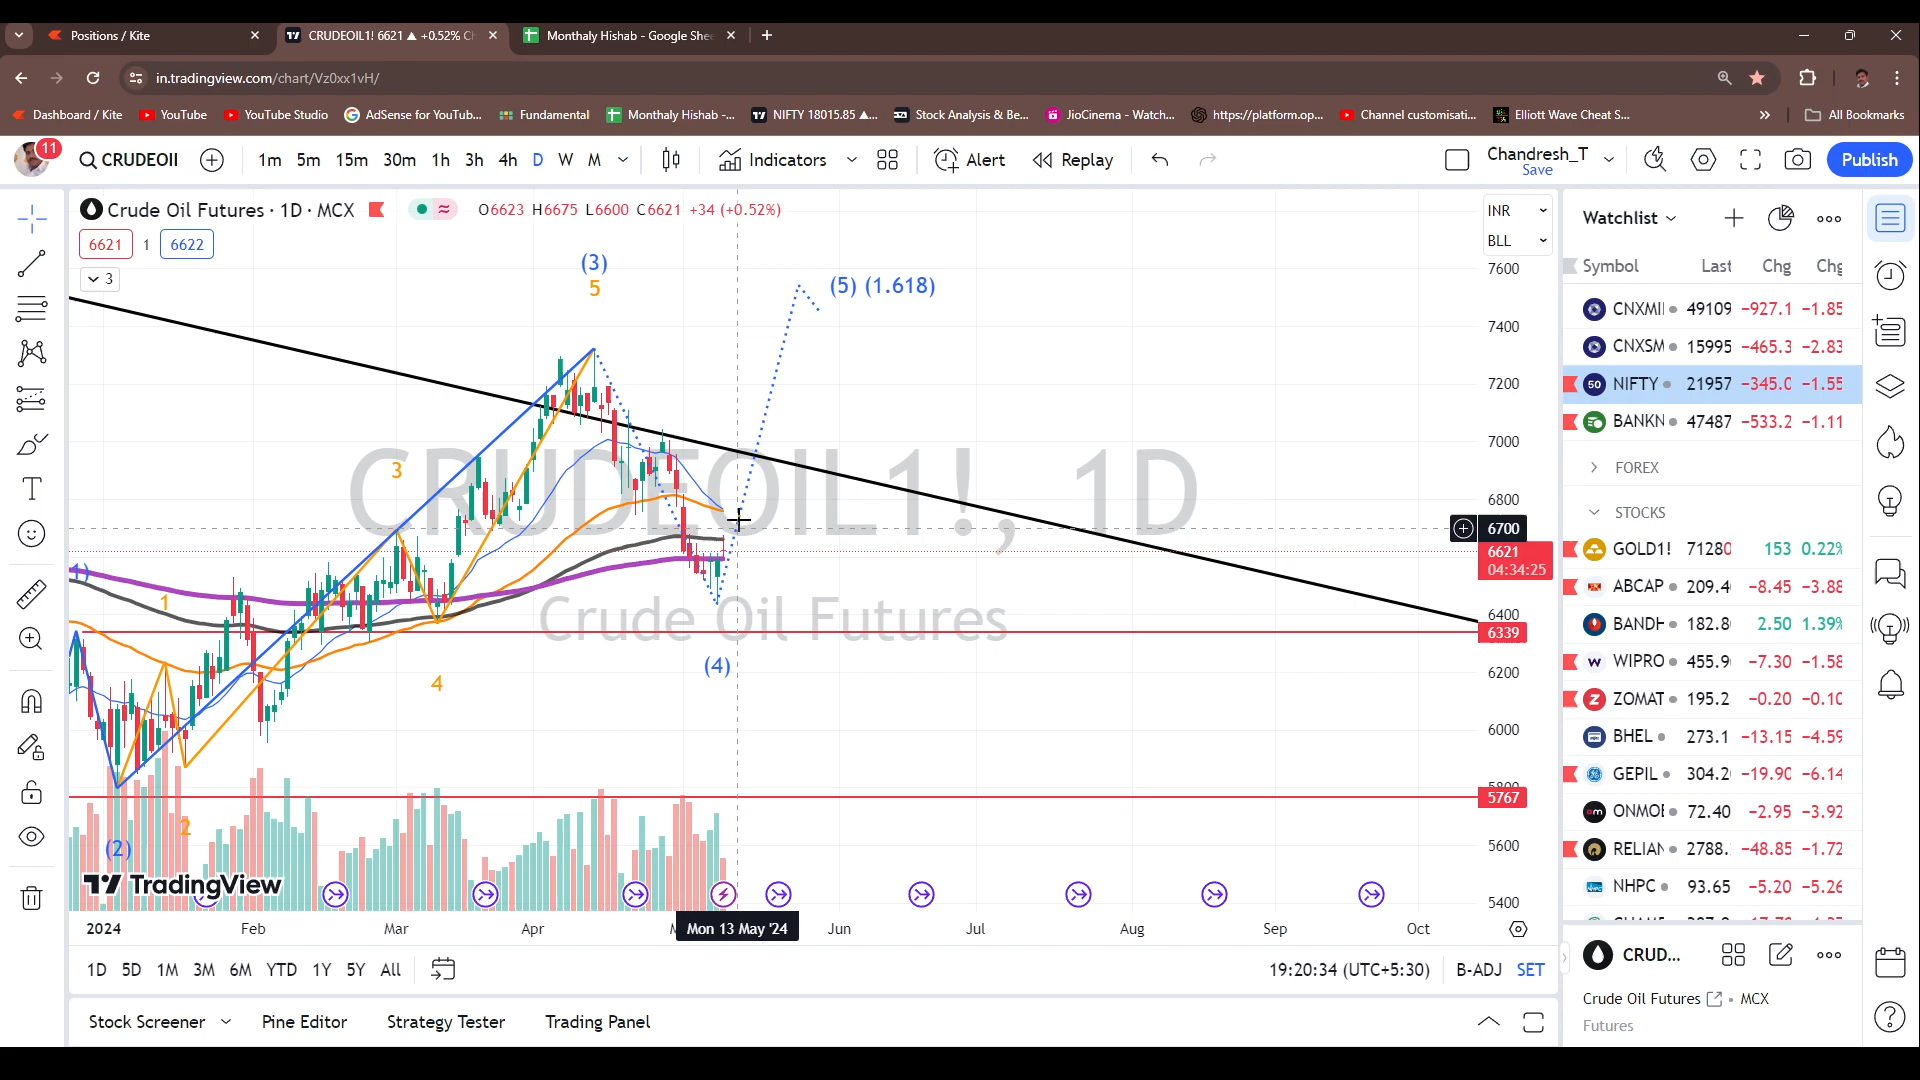 Positions / Kite
CRUDEOIL1! 6621 ▲ +0.52% C
Monthaly Hishab - Google She
in.tradingview.com/chart/Vz0xx1vH/
Dashboard / Kite YouTube YouTube Studio AdSense for YouTub... Fundamental Monthaly Hishab -... NIFTY 18015.85 ▲... Stock Analysis & Be... JioCinema - Watch... https://platform.op... Channel customisati... Elliott Wave Cheat S... » All Bookmarks
11
CRUDEOI 1m 5m 15m 30m 1h 3h 4h D W M Indicators Alert Replay Chandresh_T Save Publish
Crude Oil Futures · 1D · MCX O6623 H6675 L6600 C6621 +34 (+0.52%)
6621 1 6622
3
INR
BLL
CRUDEOIL1!, 1D
Crude Oil Futures
(3)
5
(5) (1.618)
3
1
4
(4)
2
(2)
7600
7400
7200
7000
6800
6700
6621
04:34:25
6400
6339
6200
6000
5800
5767
5600
5400
TradingView
2024 Feb Mar Apr Mon 13 May '24 Jun Jul Aug Sep Oct
1D 5D 1M 3M 6M YTD 1Y 5Y All 19:20:34 (UTC+5:30) B-ADJ SET
Stock Screener Pine Editor Strategy Tester Trading Panel
Watchlist
Symbol Last Chg Chg
CNXMI 49109 −927.1 −1.85
CNXSM 15995 −465.3 −2.83
50 NIFTY 21957 −345.0 −1.55
BANKN 47487 −533.2 −1.11
FOREX
STOCKS
GOLD1! 71280 153 0.22%
ABCAP 209.4 −8.45 −3.88
BANDH 182.8 2.50 1.39%
WIPRO 455.9 −7.30 −1.58
ZOMAT 195.2 −0.20 −0.10
BHEL 273.1 −13.15 −4.59
GEPIL 304.2 −19.90 −6.14
ONMOE 72.40 −2.95 −3.92
RELIAN 2788. −48.85 −1.72
NHPC 93.65 −5.20 −5.26
CRUD...
Crude Oil Futures • MCX
Futures